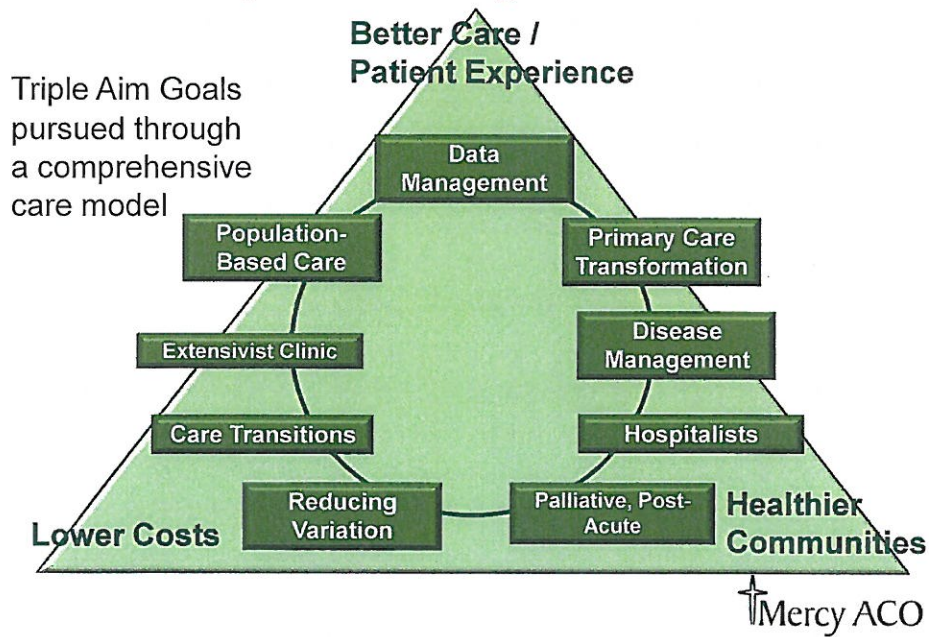 Better Care /
Patient Experience
Triple Aim Goals
pursued through
a comprehensive
care model
Data
Management
Population-
Based Care
Primary Care
Transformation
Extensivist Clinic
Disease
Management
Care Transitions
Hospitalists
Reducing
Variation
Palliative, Post-
Acute
Lower Costs
Healthier
Communities
Mercy ACO